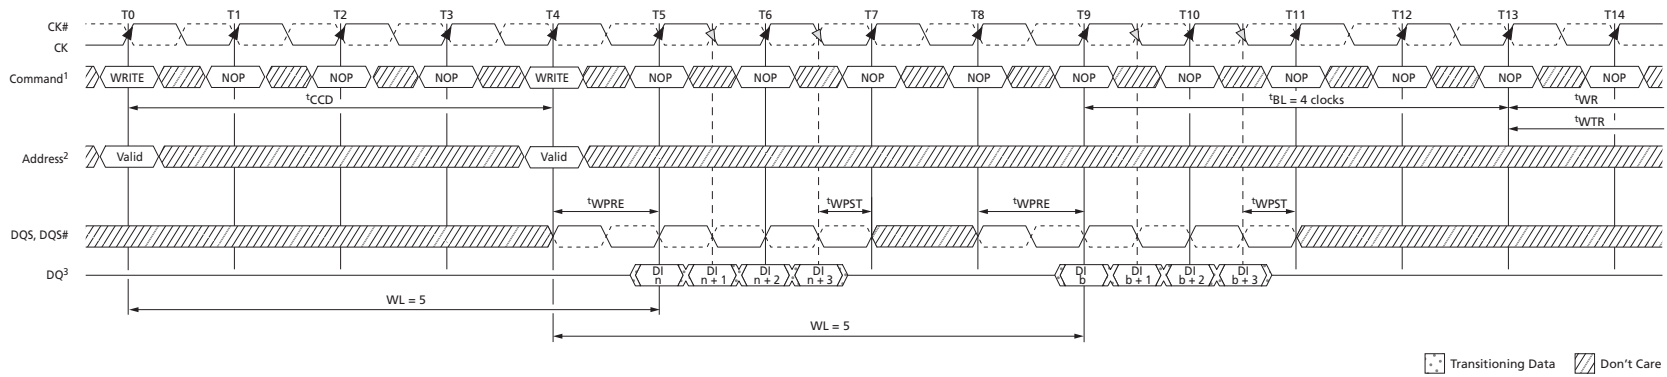 T0 T1 T2 T3 T4 T5 T6 T7 T8 T9 T10 T11 T12 T13 T14
CK#
CK
Command1 WRITE NOP NOP NOP WRITE NOP NOP NOP NOP NOP NOP NOP NOP NOP NOP
tCCD tBL = 4 clocks tWR
tWTR
Address2 Valid Valid
tWPRE tWPST tWPRE tWPST
DQS, DQS#
DQ3 DI n DI n + 1 DI n + 2 DI n + 3 DI b DI b + 1 DI b + 2 DI b + 3
WL = 5
WL = 5
Transitioning Data Don't Care